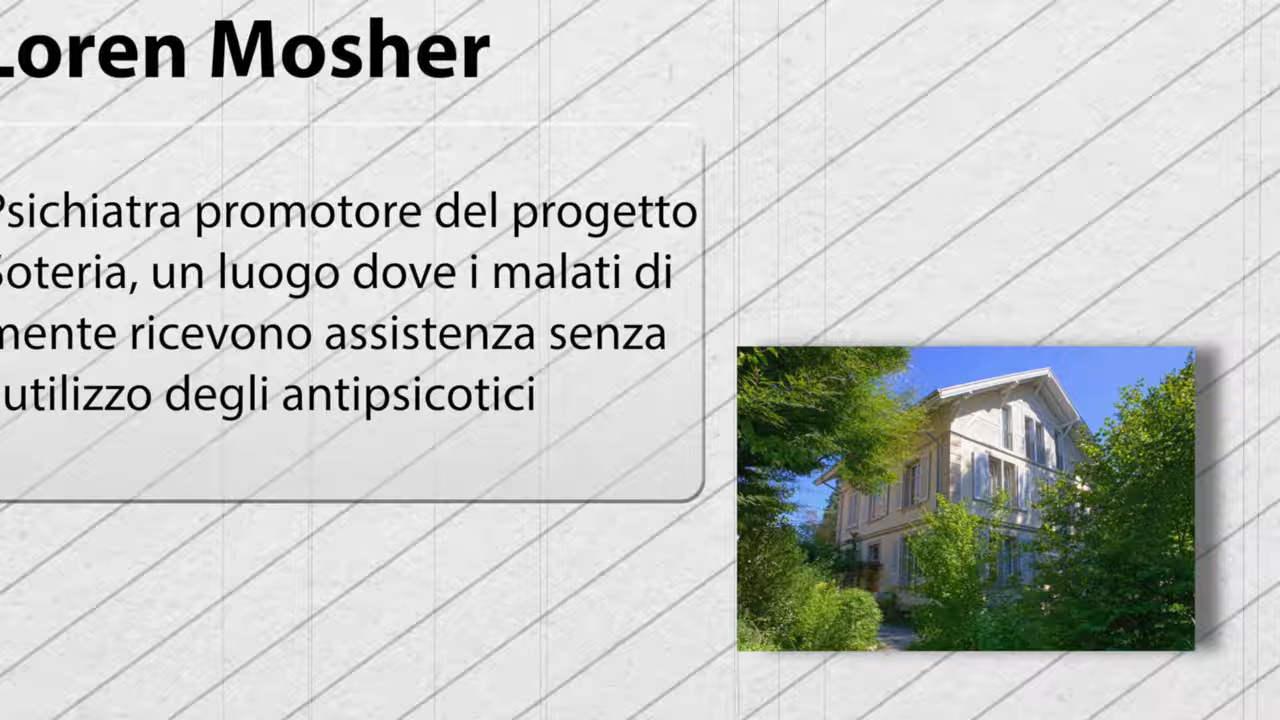 Loren Mosher
Psichiatra promotore del progetto
Soteria, un luogo dove i malati di
mente ricevono assistenza senza
utilizzo degli antipsicotici